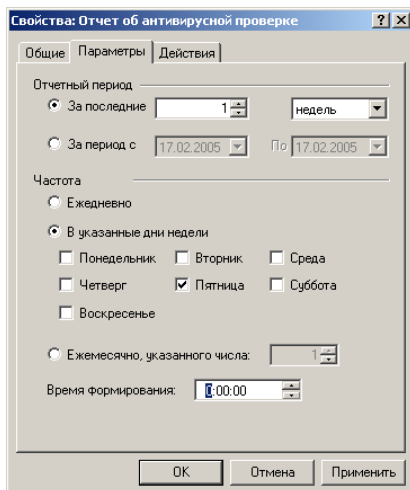 Свойства: Отчет об антивирусной проверке
Общие Параметры Действия
Отчетный период
За последние 1 недель
За период с 17.02.2005 По 17.02.2005
Частота
Ежедневно
В указанные дни недели
Понедельник Вторник Среда
Четверг Пятница Суббота
Воскресенье
Ежемесячно, указанного числа: 1
Время формирования: 0:00:00
OK Отмена Применить